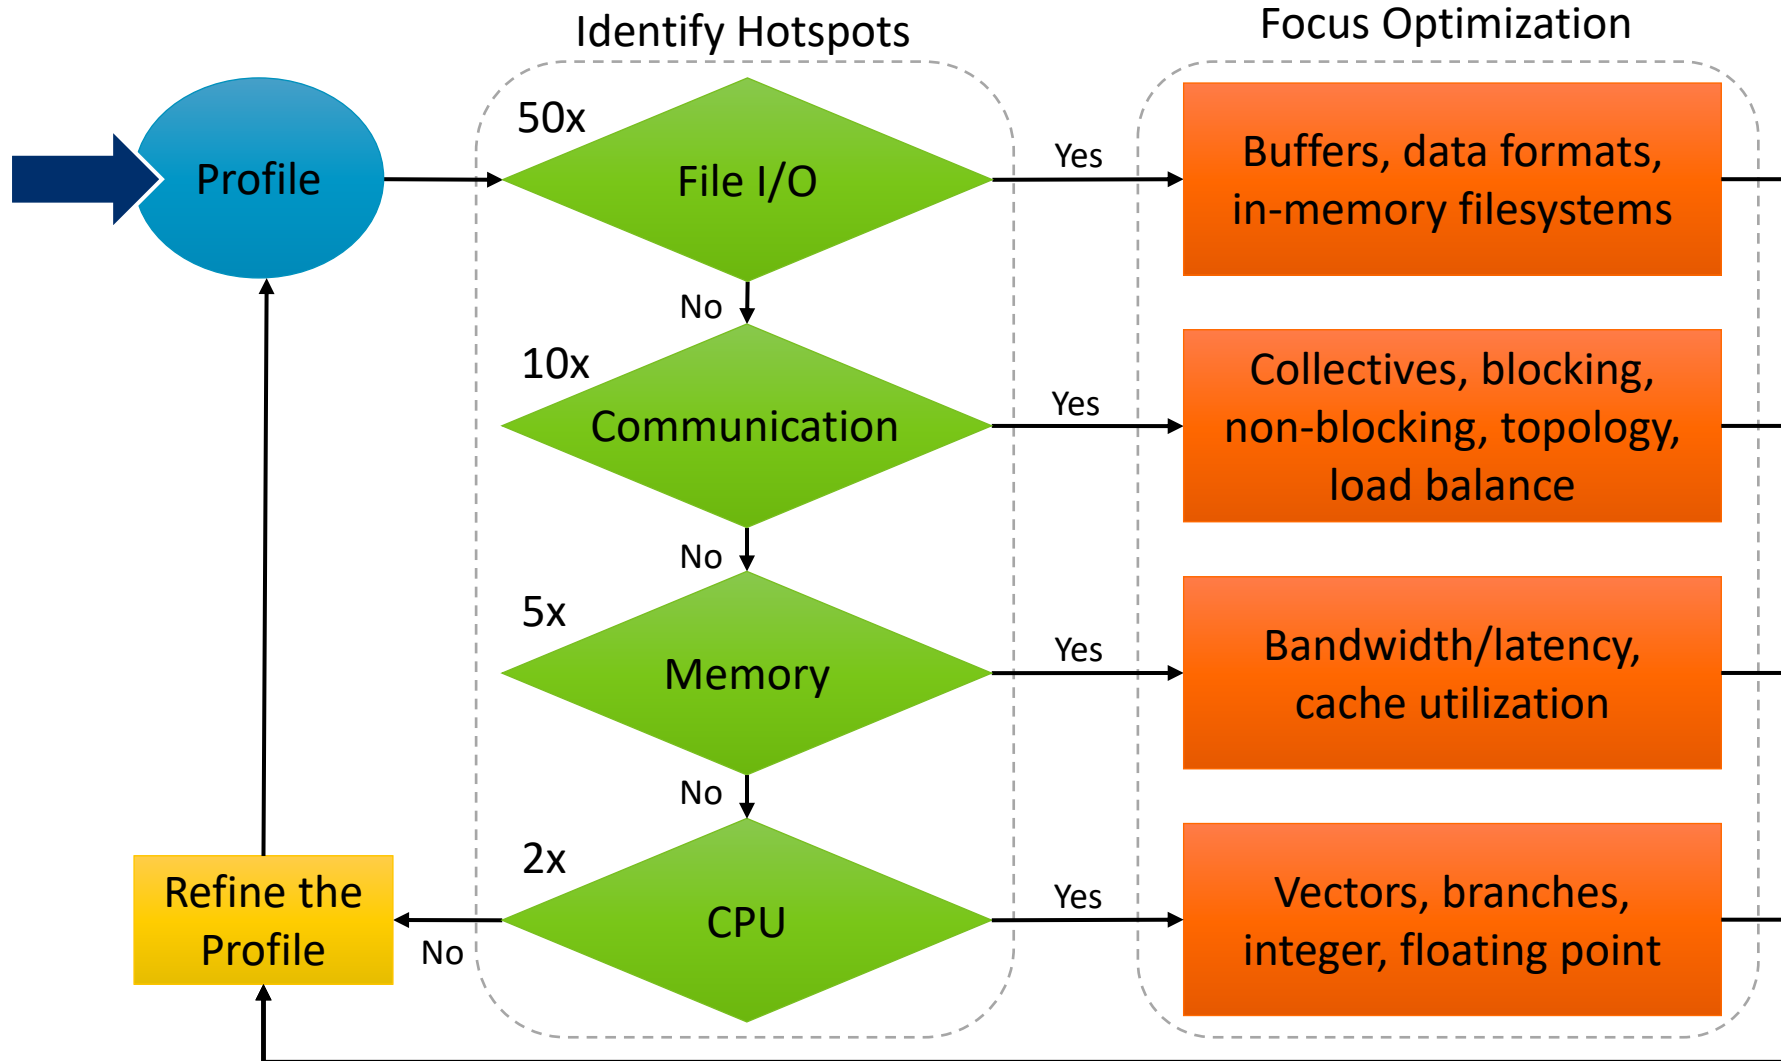 Identify Hotspots
Focus Optimization
Profile
50x
File I/O
Yes
Buffers, data formats,
in-memory filesystems
No
10x
Communication
Yes
Collectives, blocking,
non-blocking, topology,
load balance
No
5x
Memory
Yes
Bandwidth/latency,
cache utilization
No
2x
CPU
Yes
Vectors, branches,
integer, floating point
No
Refine the
Profile